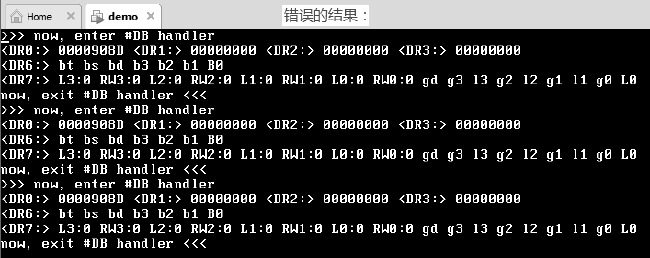 Home demo 错误的结果：
>>> now, enter #DB handler
<DR0:> 0000908D <DR1:> 00000000 <DR2:> 00000000 <DR3:> 00000000
<DR6:> bt bs bd b3 b2 b1 B0
<DR7:> L3:0 RW3:0 L2:0 RW2:0 L1:0 RW1:0 L0:0 RW0:0 gd g3 l3 g2 l2 g1 l1 g0 L0
now, exit #DB handler <<<
>>> now, enter #DB handler
<DR0:> 0000908D <DR1:> 00000000 <DR2:> 00000000 <DR3:> 00000000
<DR6:> bt bs bd b3 b2 b1 B0
<DR7:> L3:0 RW3:0 L2:0 RW2:0 L1:0 RW1:0 L0:0 RW0:0 gd g3 l3 g2 l2 g1 l1 g0 L0
now, exit #DB handler <<<
>>> now, enter #DB handler
<DR0:> 0000908D <DR1:> 00000000 <DR2:> 00000000 <DR3:> 00000000
<DR6:> bt bs bd b3 b2 b1 B0
<DR7:> L3:0 RW3:0 L2:0 RW2:0 L1:0 RW1:0 L0:0 RW0:0 gd g3 l3 g2 l2 g1 l1 g0 L0
now, exit #DB handler <<<